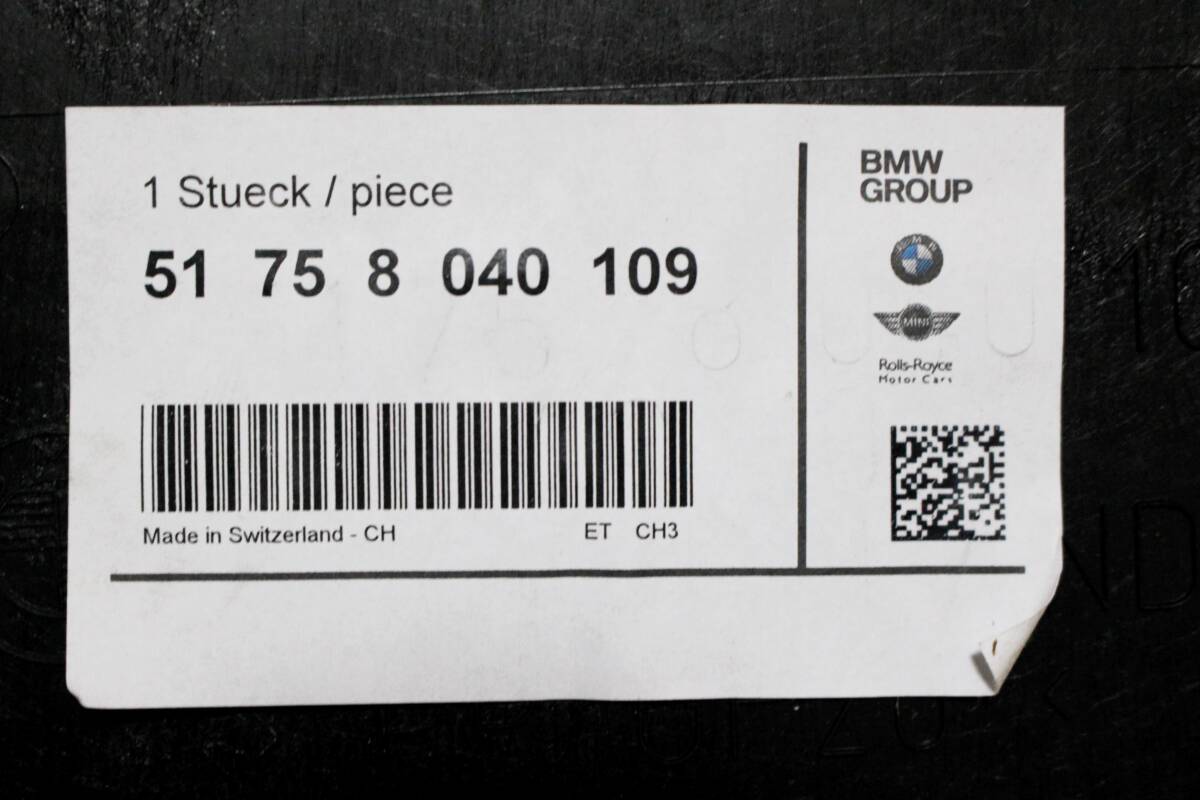 1 Stueck / piece
51 75 8 040 109
Made in Switzerland - CH
ET CH3
BMW
GROUP
BMW
MINI
Rolls-Royce
Motor Cars